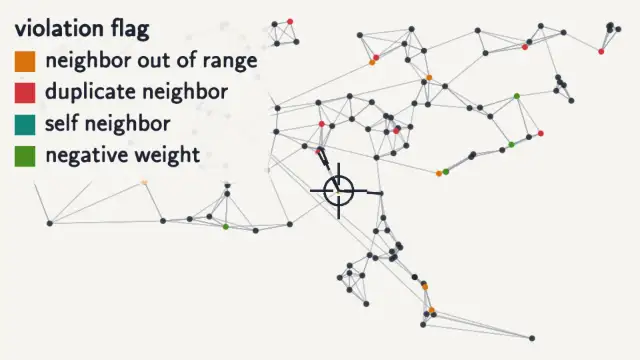 violation flag
neighbor out of range
duplicate neighbor
self neighbor
negative weight